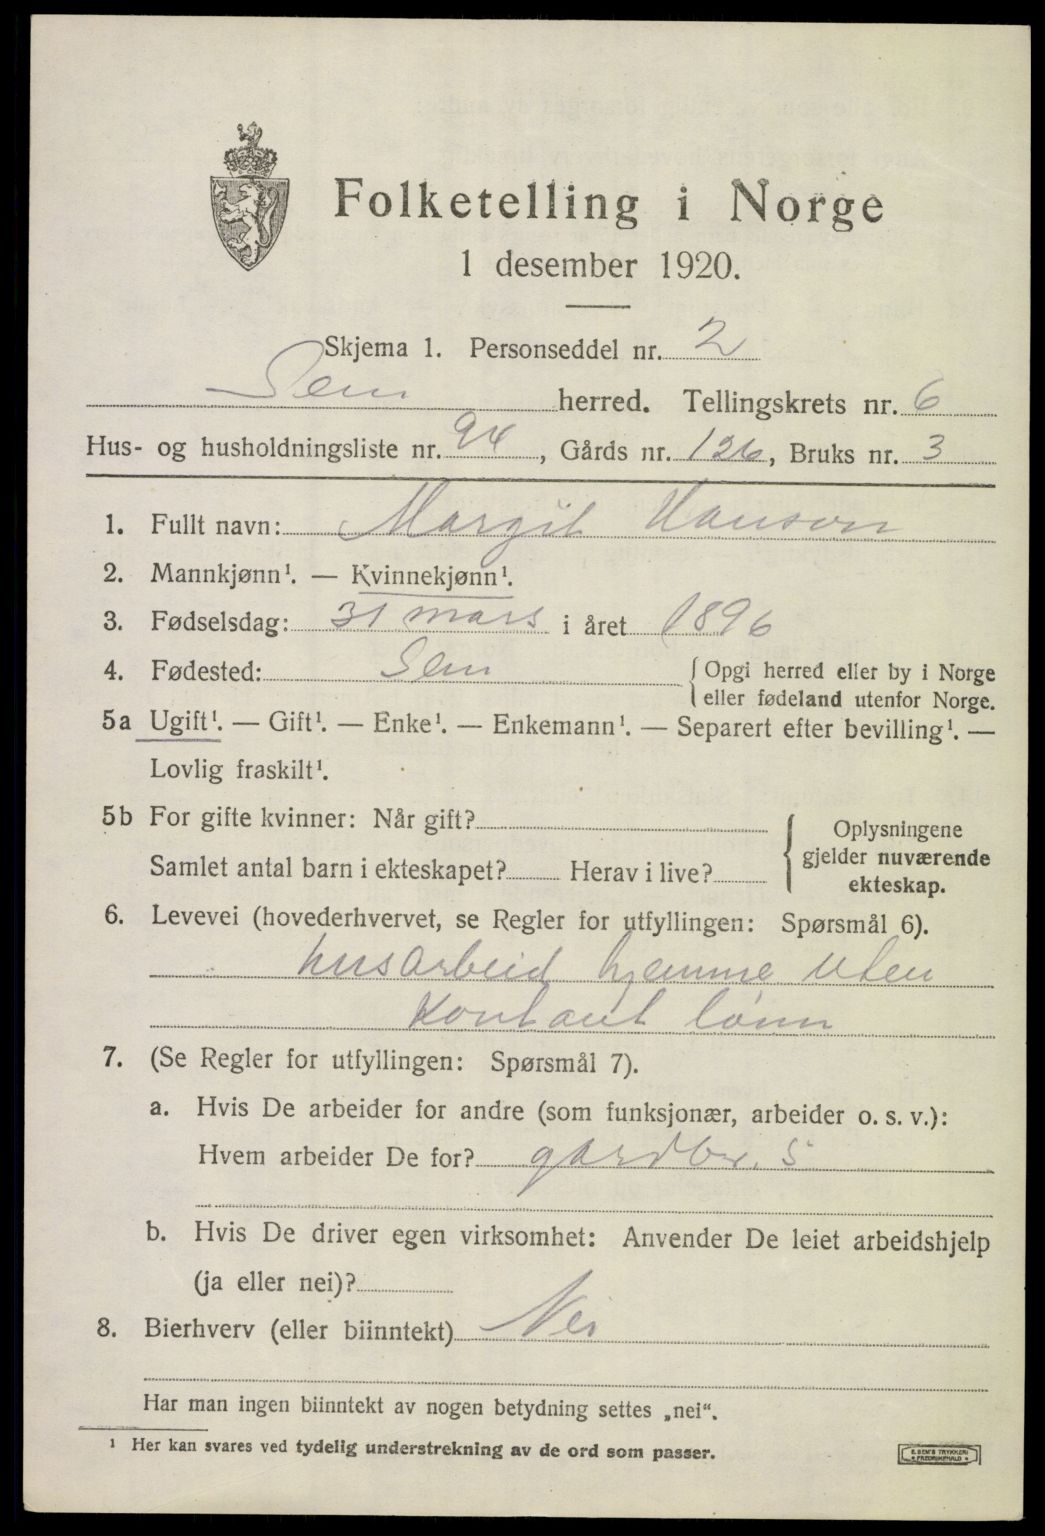 Folketelling i Norge
1 desember 1920.
Skjema 1. Personseddel nr. 2
Sem herred. Tellingskrets nr. 6
Hus- og husholdningsliste nr. 94, Gårds nr. 126, Bruks nr. 3
1. Fullt navn: Margit Hanson
2. Mannkjønn¹. — Kvinnekjønn¹.
3. Fødselsdag: 31 mars i året 1896
4. Fødested: Sem { Opgi herred eller by i Norge
eller fødeland utenfor Norge.
5a Ugift¹. — Gift¹. — Enke¹. — Enkemann¹. — Separert efter bevilling¹. —
Lovlig fraskilt¹.
5b For gifte kvinner: Når gift?
Samlet antal barn i ekteskapet? Herav i live?
Oplysningene
gjelder nuværende
ekteskap.
6. Levevei (hovederhvervet, se Regler for utfyllingen: Spørsmål 6).
husarbeid hjemme uten
kontant lønn
7. (Se Regler for utfyllingen: Spørsmål 7).
a. Hvis De arbeider for andre (som funksjonær, arbeider o. s. v.):
Hvem arbeider De for? gardbr. S
b. Hvis De driver egen virksomhet: Anvender De leiet arbeidshjelp
(ja eller nei)?
8. Bierhverv (eller biinntekt) Nei
Har man ingen biinntekt av nogen betydning settes „nei“.
¹ Her kan svares ved tydelig understrekning av de ord som passer.
E. SEM'S TRYKKERI
FREDRIKSHALD